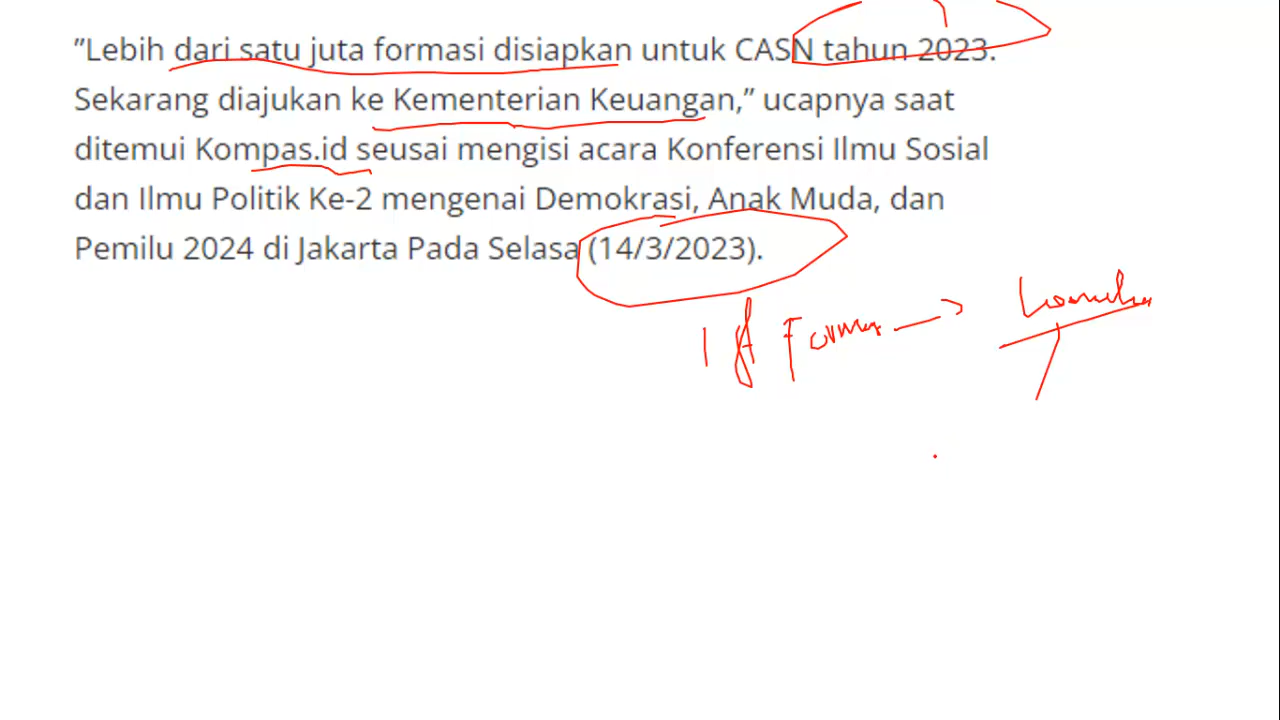 ”Lebih dari satu juta formasi disiapkan untuk CASN tahun 2023.
Sekarang diajukan ke Kementerian Keuangan,” ucapnya saat
ditemui Kompas.id seusai mengisi acara Konferensi Ilmu Sosial
dan Ilmu Politik Ke-2 mengenai Demokrasi, Anak Muda, dan
Pemilu 2024 di Jakarta Pada Selasa (14/3/2023).
1